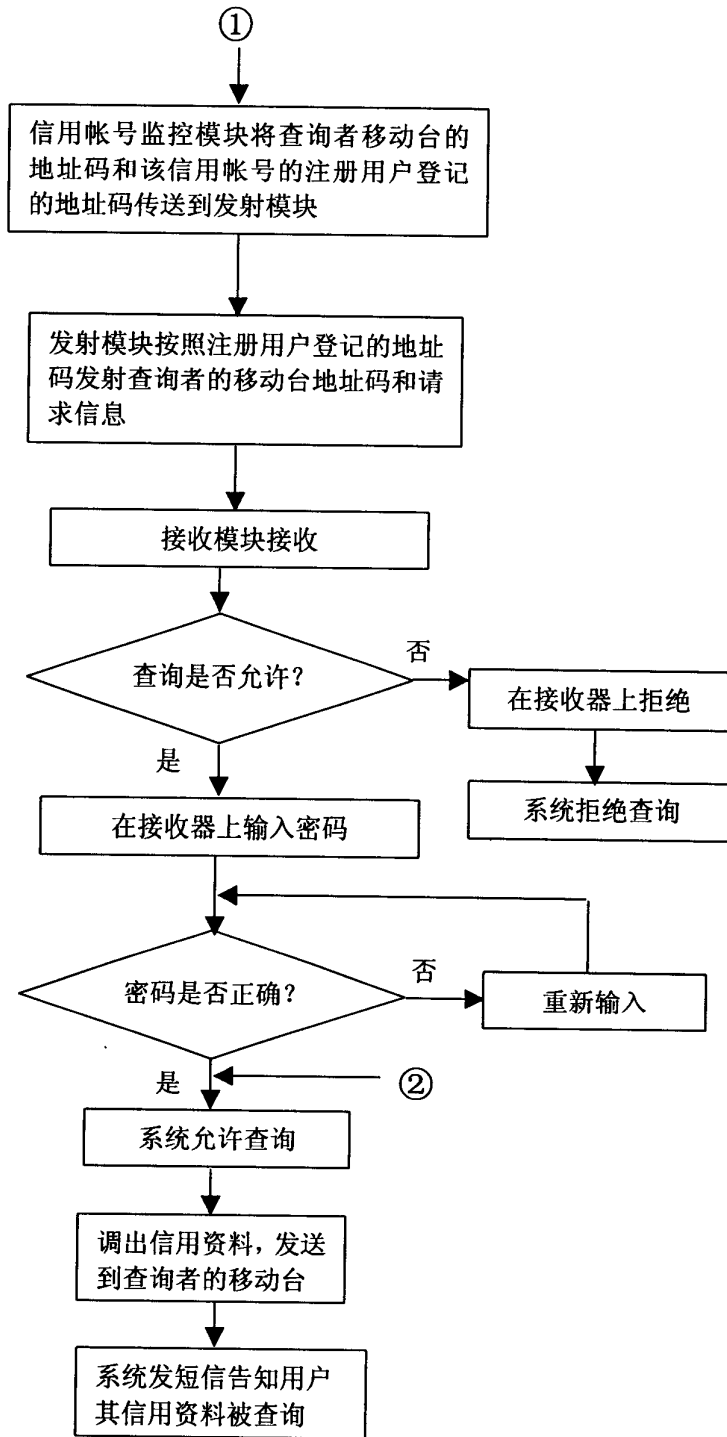 ①
信用帐号监控模块将查询者移动台的
地址码和该信用帐号的注册用户登记
的地址码传送到发射模块
发射模块按照注册用户登记的地址
码发射查询者的移动台地址码和请
求信息
接收模块接收
查询是否允许？
否
在接收器上拒绝
是
系统拒绝查询
在接收器上输入密码
密码是否正确？
否
重新输入
是
②
系统允许查询
调出信用资料，发送
到查询者的移动台
系统发短信告知用户
其信用资料被查询